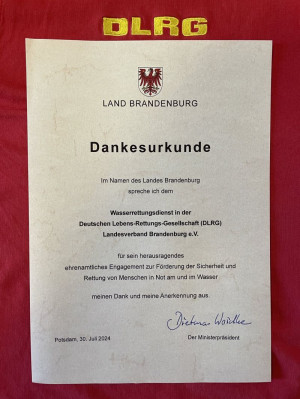 DLRG
LAND BRANDENBURG
Dankesurkunde
Im Namen des Landes Brandenburg
spreche ich dem
Wasserrettungsdienst in der
Deutschen Lebens-Rettungs-Gesellschaft (DLRG)
Landesverband Brandenburg e.V.
für sein herausragendes
ehrenamtliches Engagement zur Förderung der Sicherheit und
Rettung von Menschen in Not am und im Wasser
meinen Dank und meine Anerkennung aus
Dietmar Woidke
Potsdam, 30. Juli 2024 Der Ministerpräsident